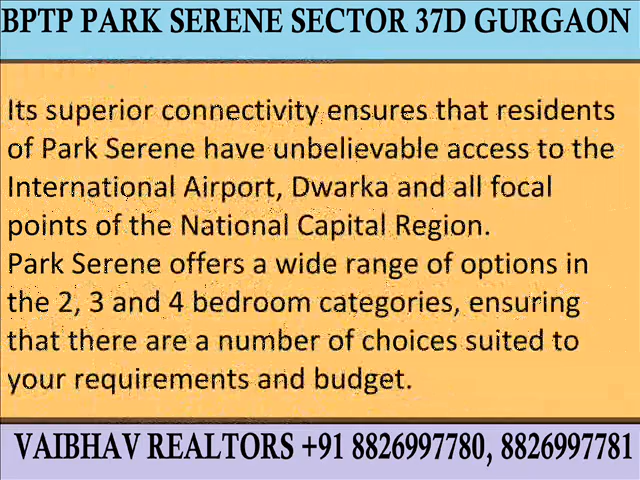 BPTP PARK SERENE SECTOR 37D GURGAON
Its superior connectivity ensures that residents
of Park Serene have unbelievable access to the
International Airport, Dwarka and all focal
points of the National Capital Region.
Park Serene offers a wide range of options in
the 2, 3 and 4 bedroom categories, ensuring
that there are a number of choices suited to
your requirements and budget.
VAIBHAV REALTORS +91 8826997780, 8826997781